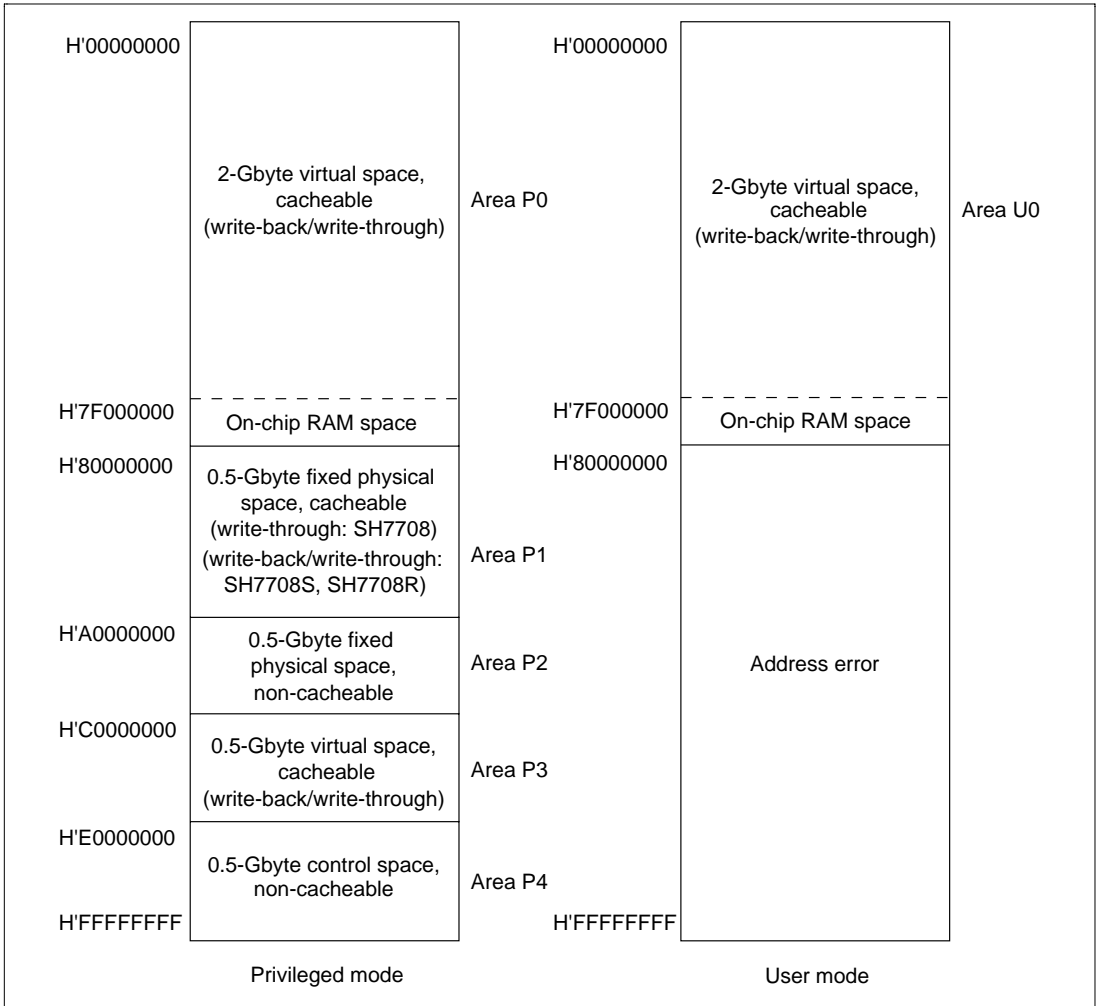 H'00000000
2-Gbyte virtual space,
cacheable
(write-back/write-through)
Area P0
H'7F000000
On-chip RAM space
H'80000000
0.5-Gbyte fixed physical
space, cacheable
(write-through: SH7708)
(write-back/write-through:
SH7708S, SH7708R)
Area P1
H'A0000000
0.5-Gbyte fixed
physical space,
non-cacheable
Area P2
H'C0000000
0.5-Gbyte virtual space,
cacheable
(write-back/write-through)
Area P3
H'E0000000
0.5-Gbyte control space,
non-cacheable
Area P4
H'FFFFFFFF
Privileged mode
H'00000000
2-Gbyte virtual space,
cacheable
(write-back/write-through)
Area U0
H'7F000000
On-chip RAM space
H'80000000
Address error
H'FFFFFFFF
User mode